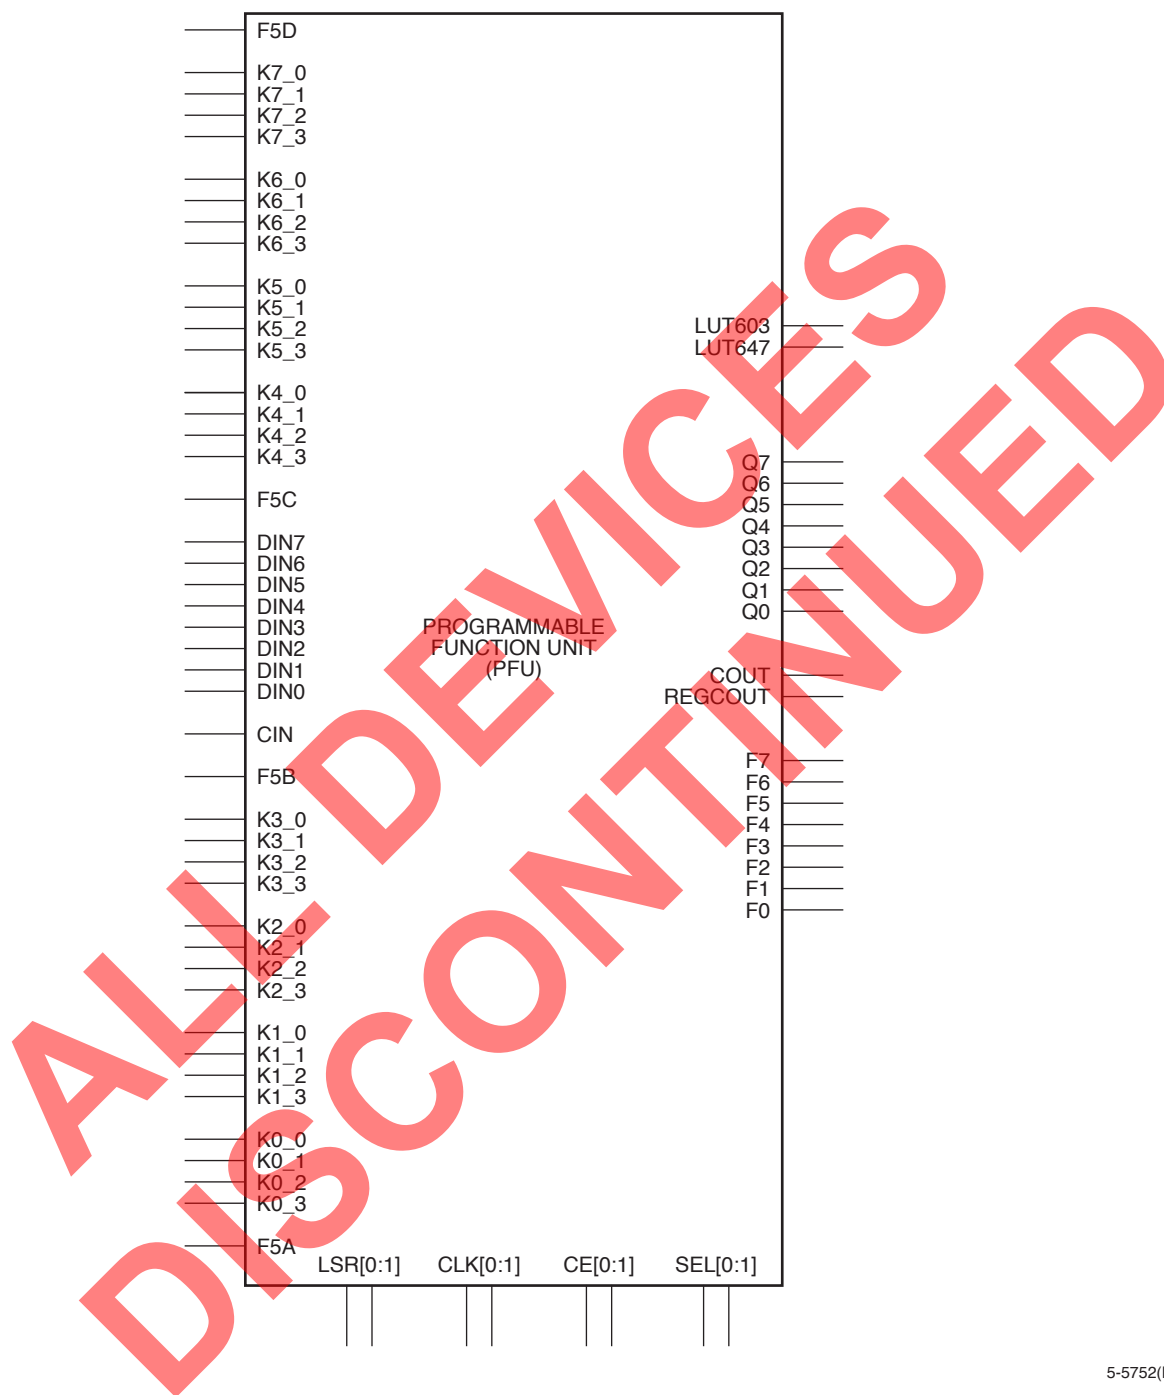 F5D
K7_0
K7_1
K7_2
K7_3
K6_0
K6_1
K6_2
K6_3
K5_0
K5_1
K5_2
K5_3
K4_0
K4_1
K4_2
K4_3
F5C
DIN7
DIN6
DIN5
DIN4
DIN3
DIN2
DIN1
DIN0
CIN
F5B
K3_0
K3_1
K3_2
K3_3
K2_0
K2_1
K2_2
K2_3
K1_0
K1_1
K1_2
K1_3
K0_0
K0_1
K0_2
K0_3
F5A
PROGRAMMABLE
FUNCTION UNIT
(PFU)
LUT603
LUT647
Q7
Q6
Q5
Q4
Q3
Q2
Q1
Q0
COUT
REGCOUT
F7
F6
F5
F4
F3
F2
F1
F0
LSR[0:1] CLK[0:1] CE[0:1] SEL[0:1]
ALL DEVICES
DISCONTINUED
5-5752(